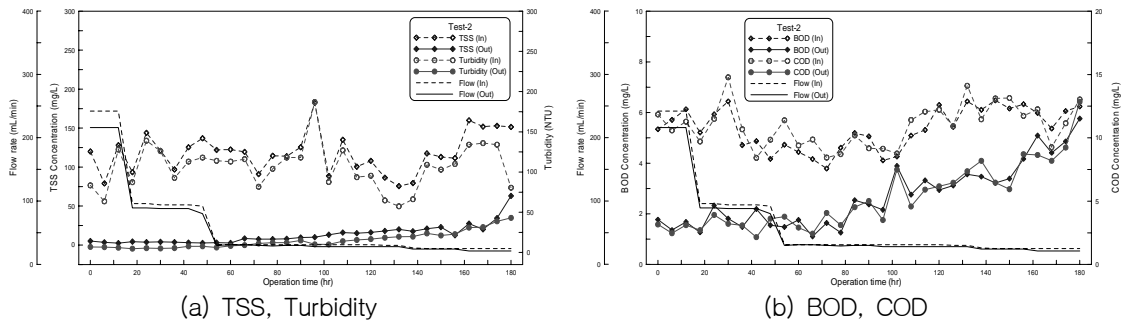 Test-2
TSS (In)
TSS (Out)
Turbidity (In)
Turbidity (Out)
Flow (In)
Flow (Out)
Flow rate (mL/min)
400
300
200
100
0
TSS Concentration (mg/L)
300
250
200
150
100
50
0
Turbidity (NTU)
300
250
200
150
100
50
0
0 20 40 60 80 100 120 140 160 180
Operation time (hr)
(a) TSS, Turbidity
Test-2
BOD (In)
BOD (Out)
COD (In)
COD (Out)
Flow (In)
Flow (Out)
Flow rate (mL/min)
400
300
200
100
0
BOD Concentration (mg/L)
10
8
6
4
2
0
COD Concentration (mg/L)
20
15
10
5
0
0 20 40 60 80 100 120 140 160 180
Operation time (hr)
(b) BOD, COD